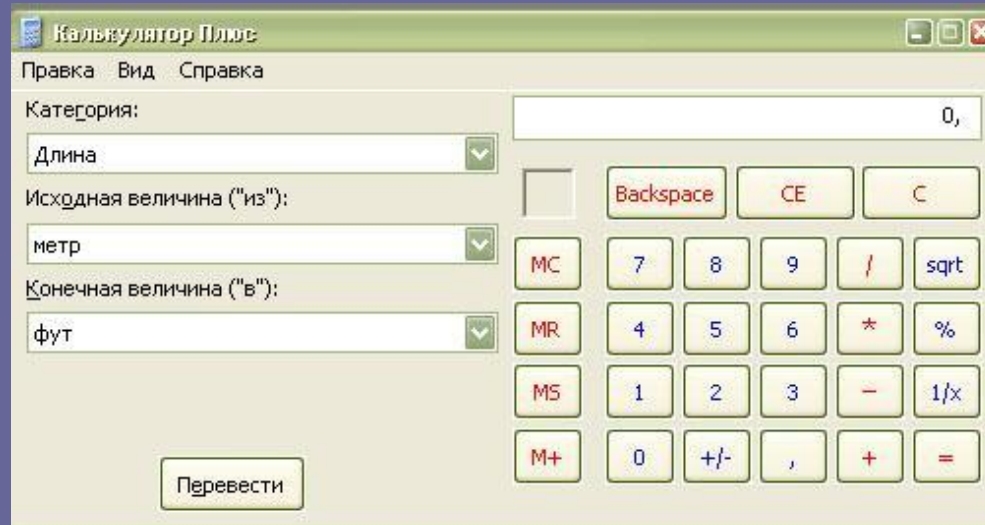 Калькулятор Плюс
Правка Вид Справка
Категория:
Длина
Исходная величина ("из"):
метр
Конечная величина ("в"):
фут
Перевести
0,
Backspace CE C
MC 7 8 9 / sqrt
MR 4 5 6 * %
MS 1 2 3 - 1/x
M+ 0 +/- , + =